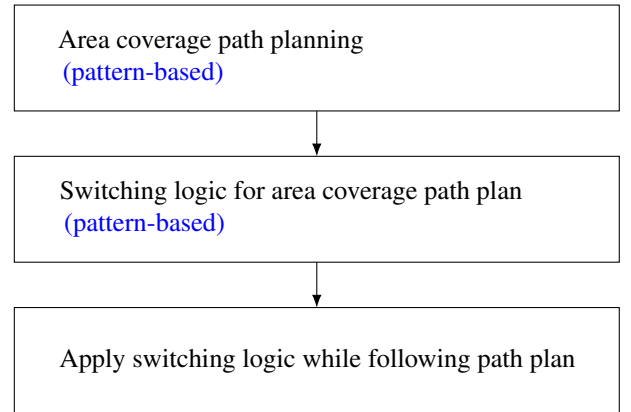 Area coverage path planning
(pattern-based)
Switching logic for area coverage path plan
(pattern-based)
Apply switching logic while following path plan